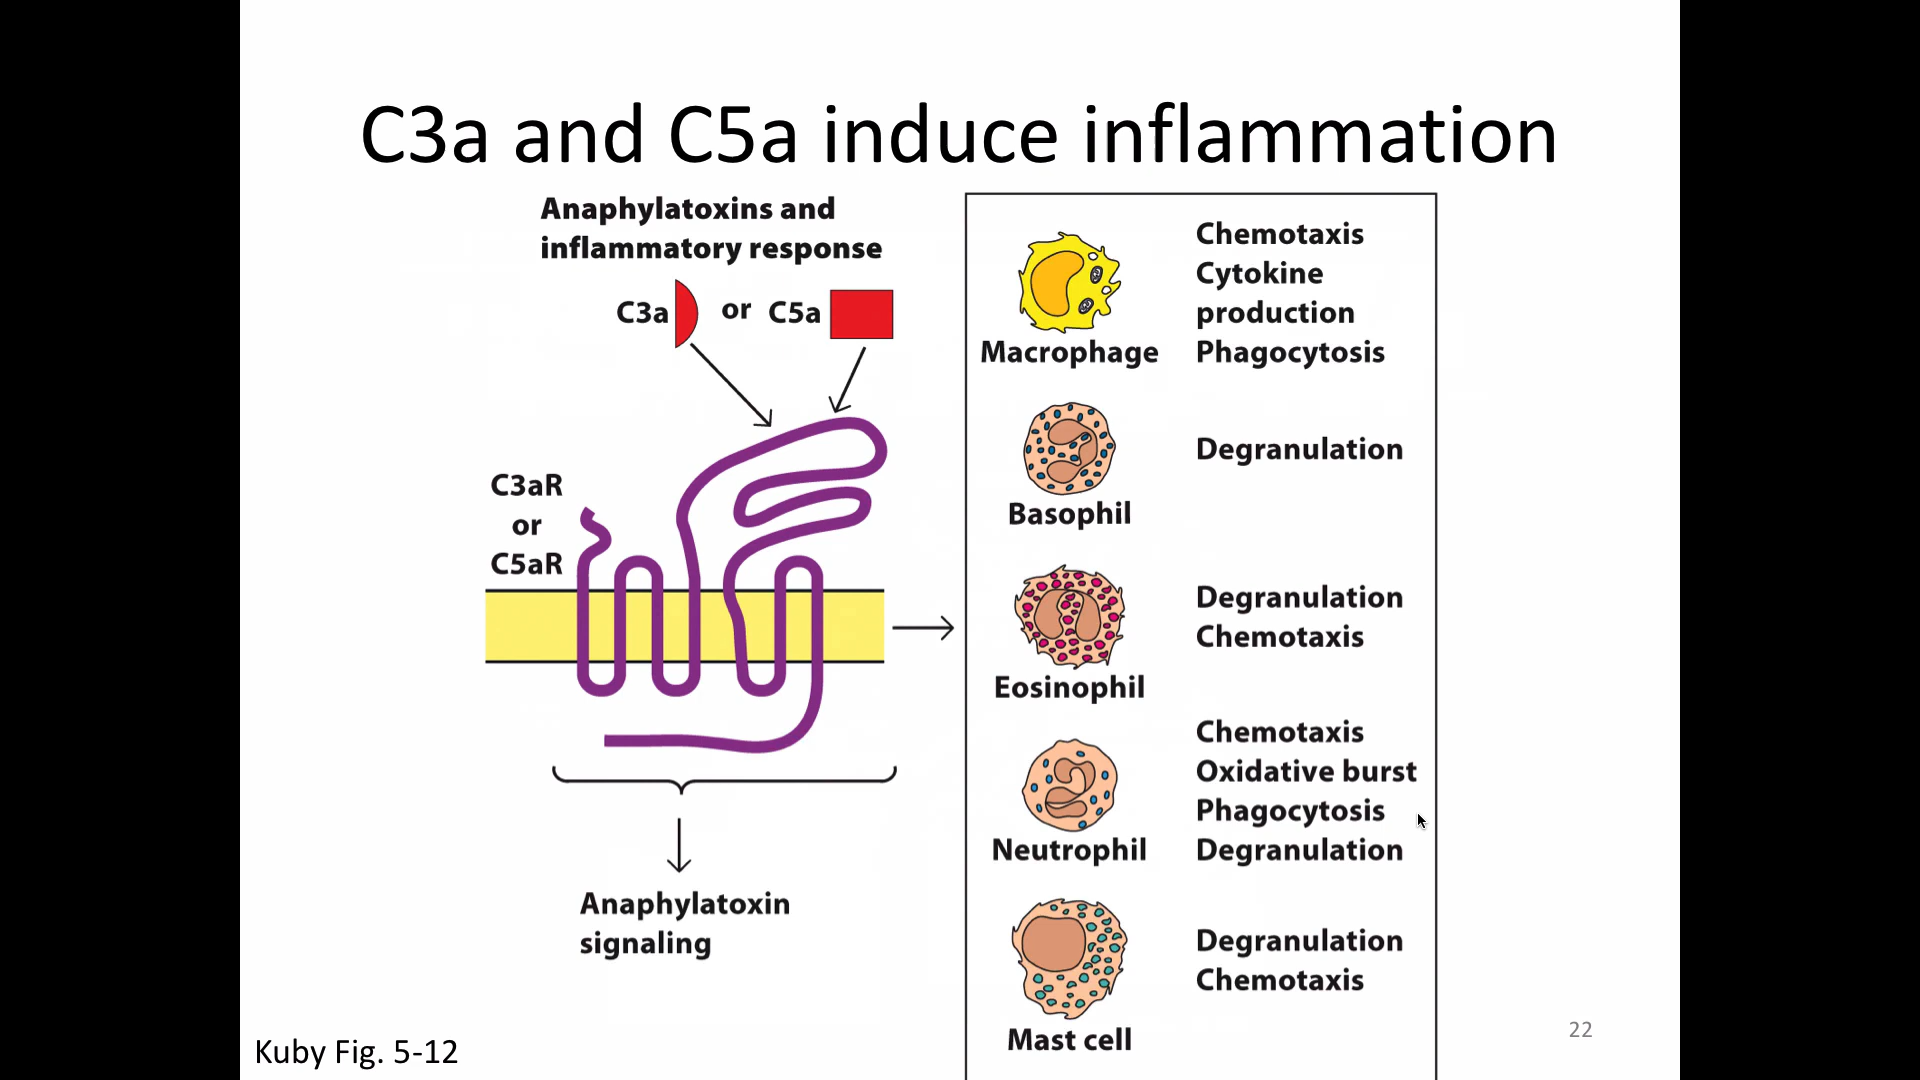 C3a and C5a induce inflammation
Anaphylatoxins and
inflammatory response
C3a or C5a
C3aR
or
C5aR
Anaphylatoxin
signaling
Macrophage
Chemotaxis
Cytokine
production
Phagocytosis
Basophil
Degranulation
Eosinophil
Degranulation
Chemotaxis
Neutrophil
Chemotaxis
Oxidative burst
Phagocytosis
Degranulation
Mast cell
Degranulation
Chemotaxis
Kuby Fig. 5-12
22